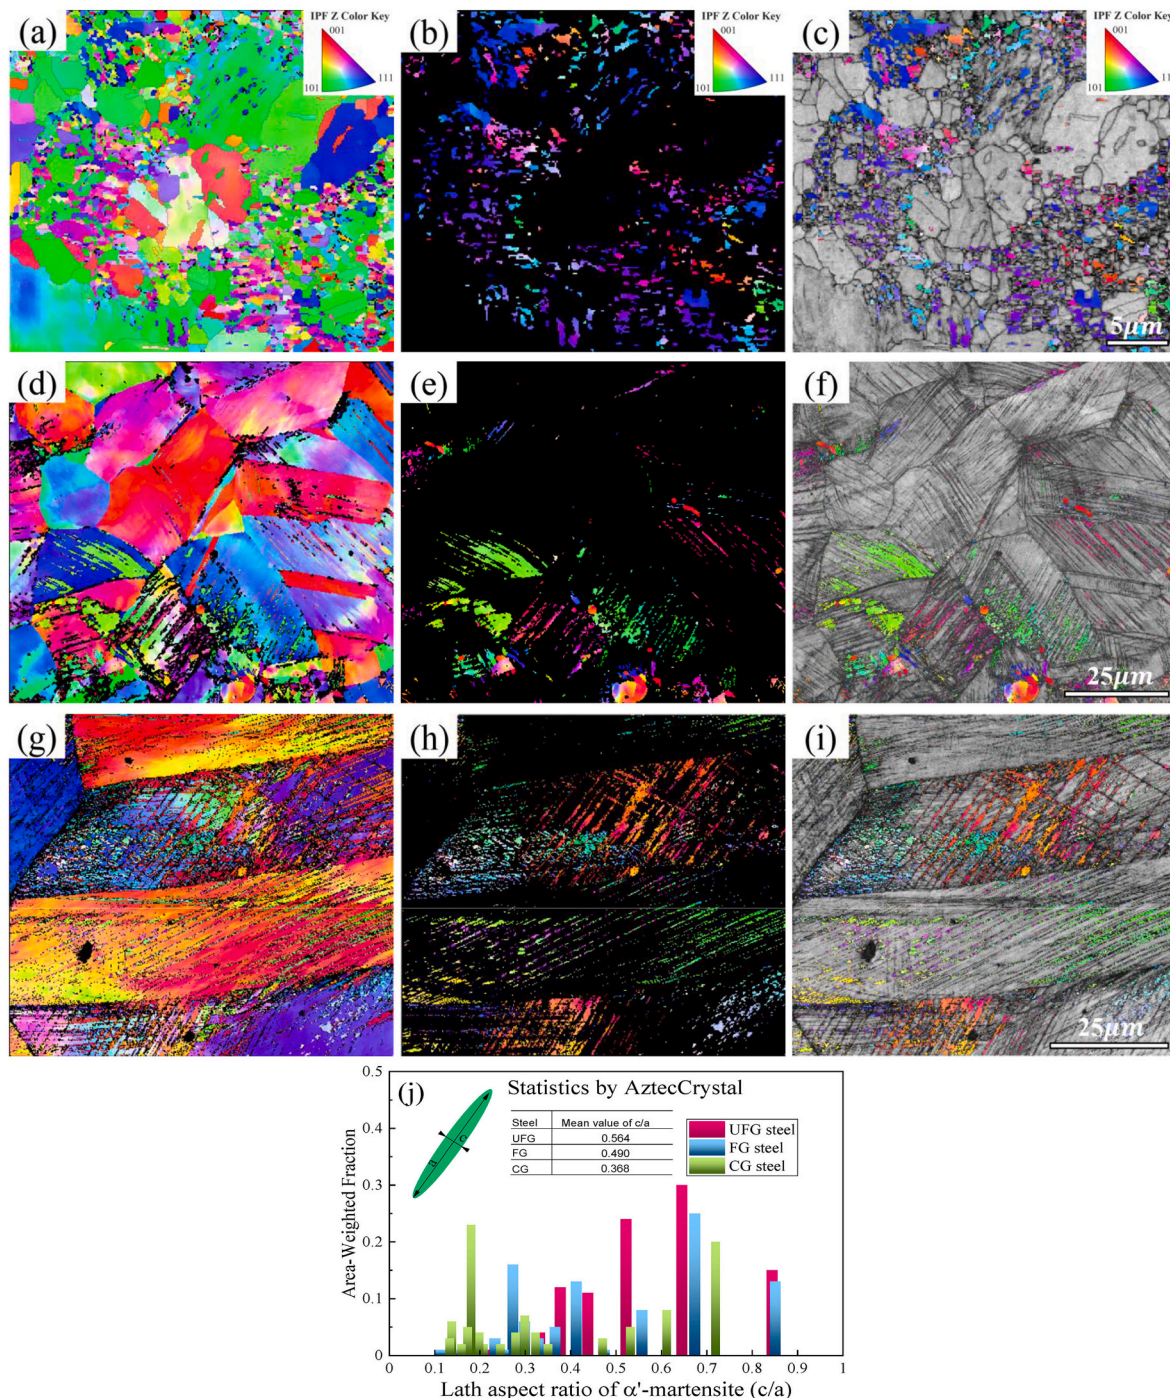 (a)
IPF Z Color Key
001
101
111
(b)
IPF Z Color Key
001
101
111
(c)
IPF Z Color Key
001
101
5μm
(d)
(e)
(f)
25μm
(g)
(h)
(i)
25μm
(j)
Statistics by AztecCrystal
c
a
Steel Mean value of c/a
UFG 0.564
FG 0.490
CG 0.368
UFG steel
FG steel
CG steel
Area-Weighted Fraction
0.5
0.4
0.3
0.2
0.1
0
0 0.1 0.2 0.3 0.4 0.5 0.6 0.7 0.8 0.9 1
Lath aspect ratio of α'-martensite (c/a)